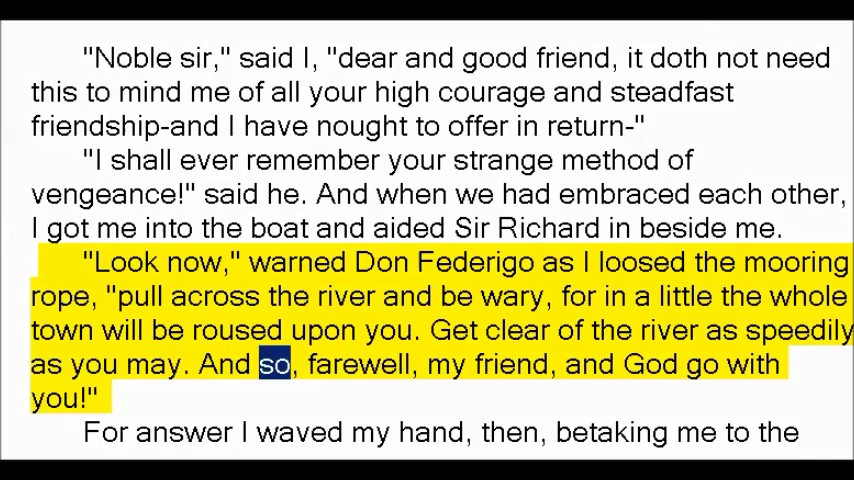 "Noble sir," said I, "dear and good friend, it doth not need
this to mind me of all your high courage and steadfast
friendship-and I have nought to offer in return-"
"I shall ever remember your strange method of
vengeance!" said he. And when we had embraced each other,
I got me into the boat and aided Sir Richard in beside me.
"Look now," warned Don Federigo as I loosed the mooring
rope, "pull across the river and be wary, for in a little the whole
town will be roused upon you. Get clear of the river as speedily
as you may. And so, farewell, my friend, and God go with
you!"
For answer I waved my hand, then, betaking me to the